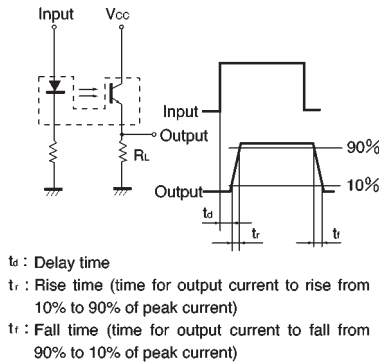 Input Vcc
Input
Output
RL
90%
Output
10%
td
tr
tf
td : Delay time
tr : Rise time (time for output current to rise from
10% to 90% of peak current)
tf : Fall time (time for output current to fall from
90% to 10% of peak current)